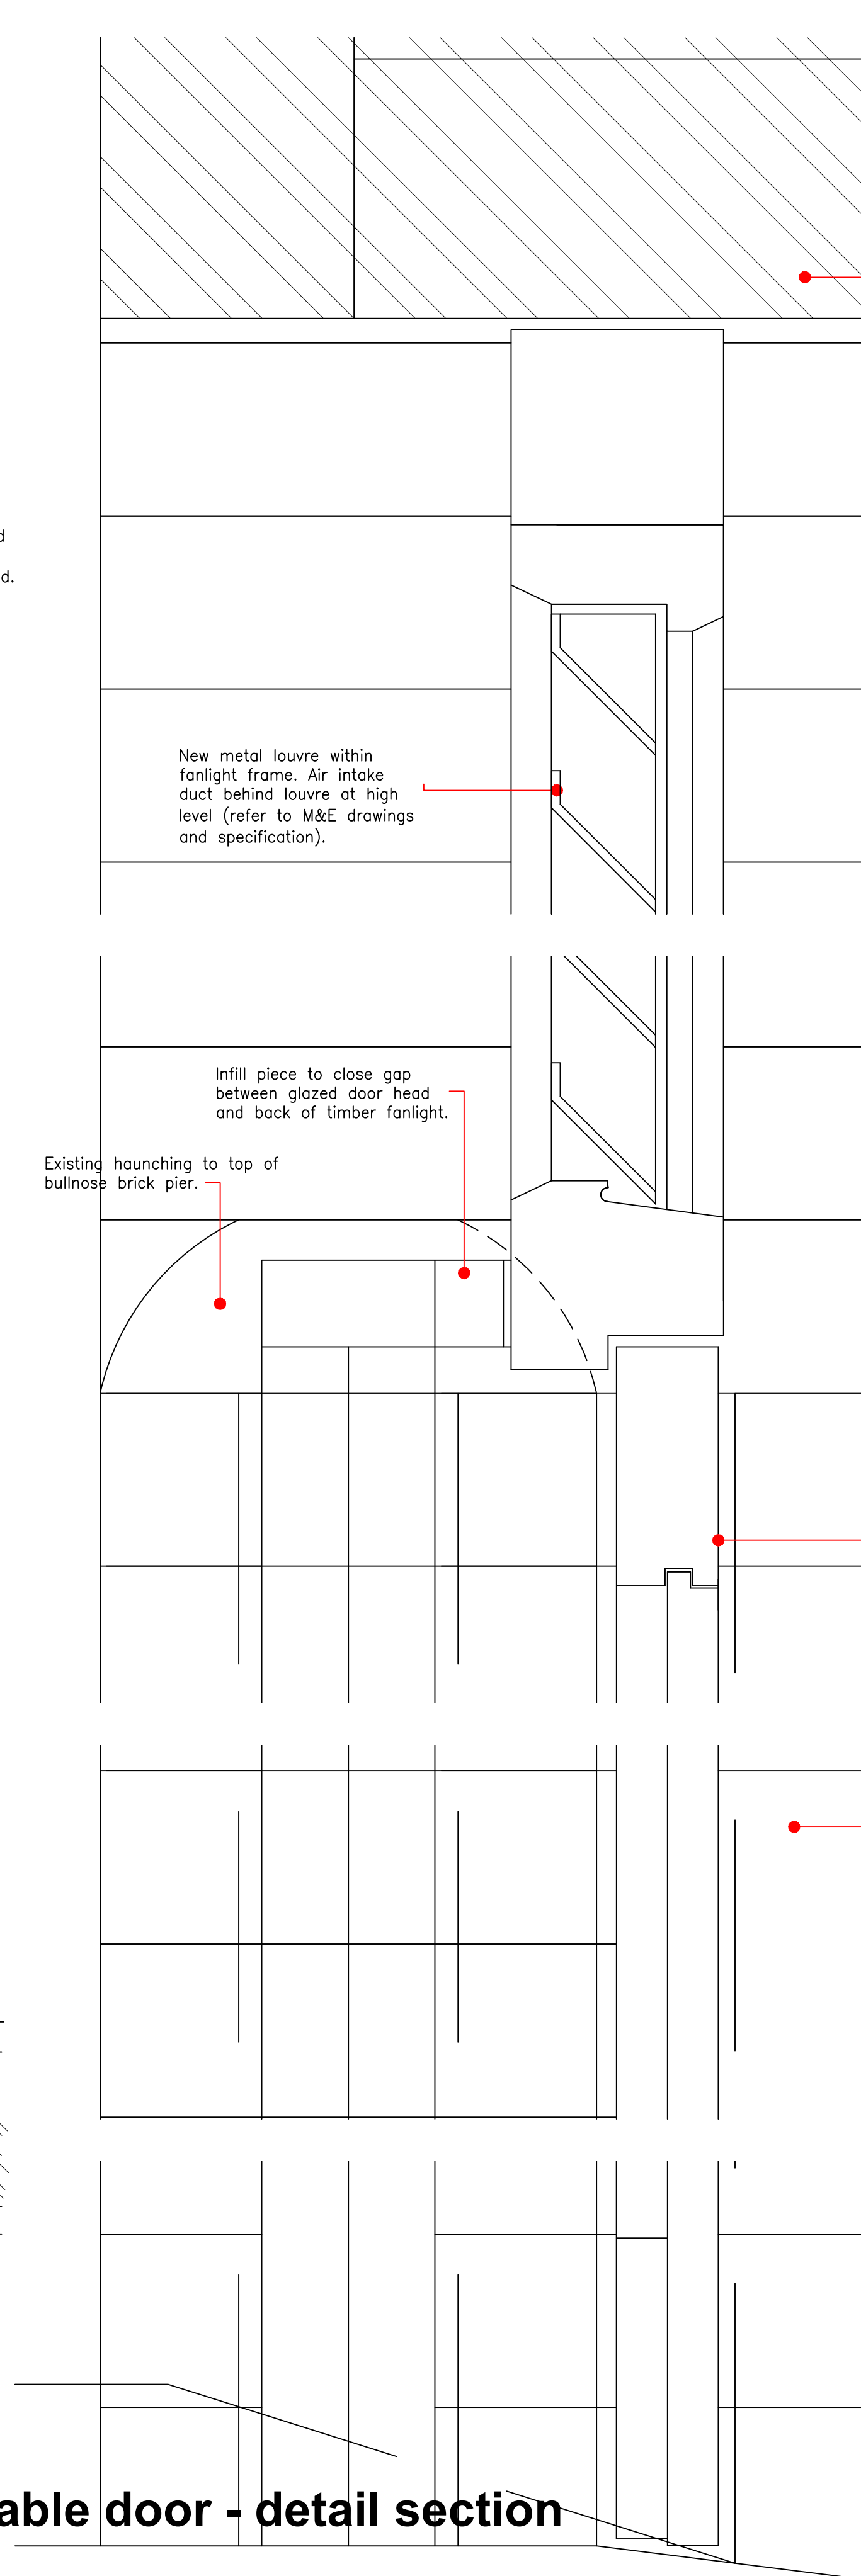 d.
New metal louvre within
fanlight frame. Air intake
duct behind louvre at high
level (refer to M&E drawings
and specification).
Infill piece to close gap
between glazed door head
and back of timber fanlight.
Existing haunching to top of
bullnose brick pier.
able door - detail section